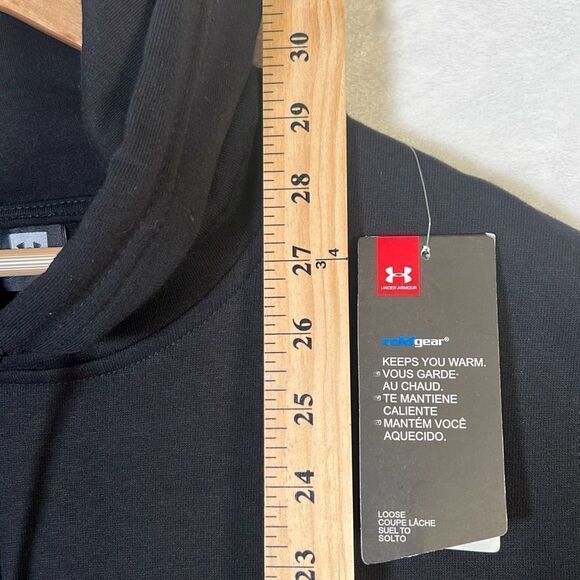 30
29
28
27
3/4
26
25
24
23
UNDER ARMOUR
coldgear®
KEEPS YOU WARM.
VOUS GARDE
AU CHAUD.
TE MANTIENE
CALIENTE
MANTÉM VOCÊ
AQUECIDO.
LOOSE
COUPE LÂCHE
SUELTO
SOLTO